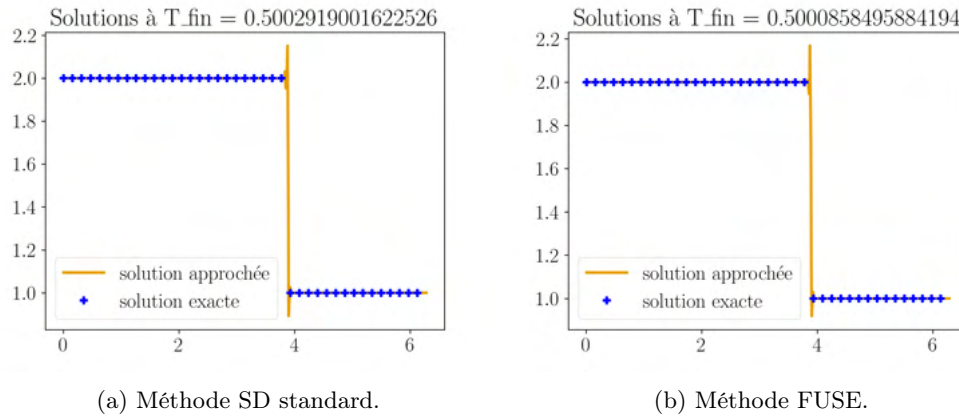 Solutions à T_fin = 0.5002919001622526
2.2
2.0
1.8
1.6
1.4
1.2
1.0
solution approchée
solution exacte
0 2 4 6
(a) Méthode SD standard.
Solutions à T_fin = 0.5000858495884194
2.2
2.0
1.8
1.6
1.4
1.2
1.0
solution approchée
solution exacte
0 2 4 6
(b) Méthode FUSE.